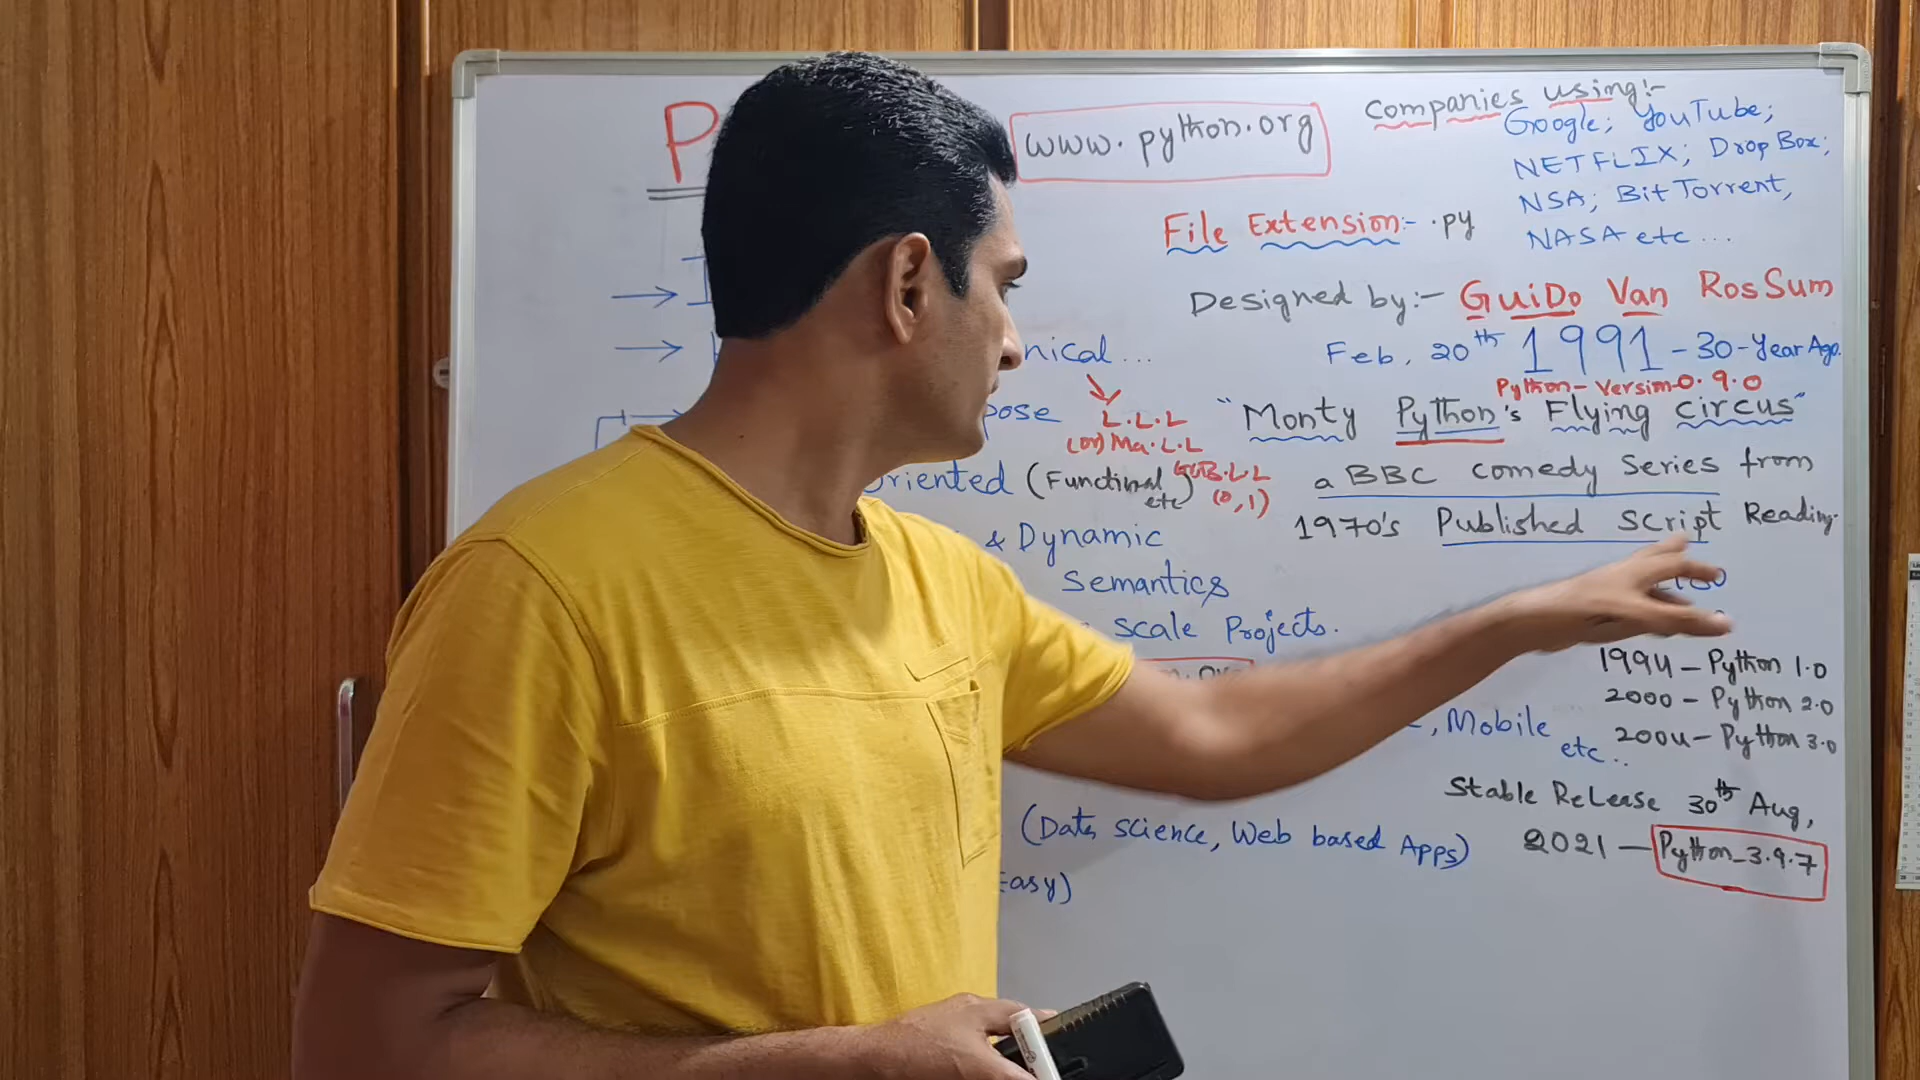 www.python.org
Companies using:-
Google; YouTube;
NETFLIX; DropBox;
NSA; BitTorrent,
NASA etc...
File Extension:- .py
Designed by:- GuiDo Van RosSum
Feb, 20th 1991 - 30-Year Ago.
Python-Version-0.9.0
"Monty Python's Flying circus"
a BBC comedy Series from
1970's Published script Reading.
nical...
L.L.L
(or) Ma.L.L
B.L.L
(0,1)
pose
Oriented (Functional etc)
& Dynamic
Semantics
scale Projects.
, Mobile
etc..
(Data science, Web based Apps)
Easy)
1994 - Python 1.0
2000 - Python 2.0
2004 - Python 3.0
Stable ReLease 30th Aug,
2021 - Python_3.9.7